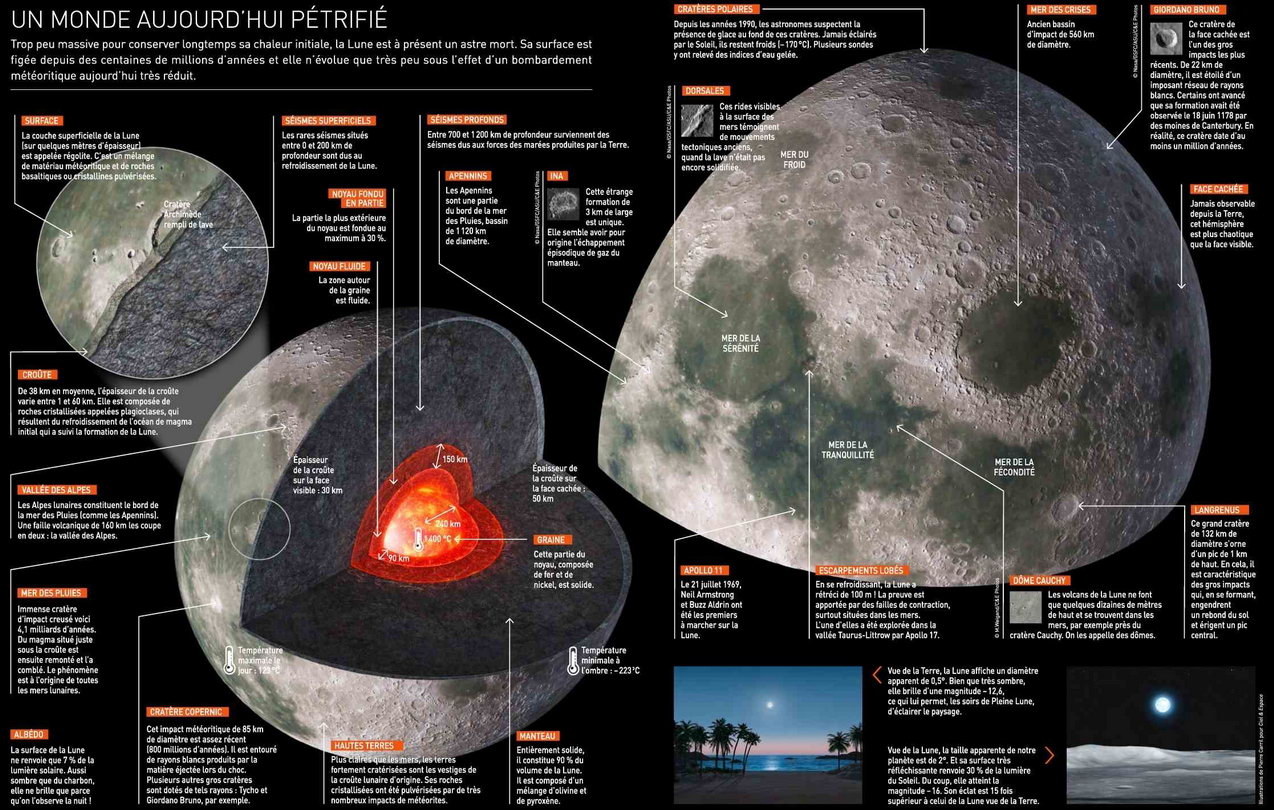 UN MONDE AUJOURD'HUI PÉTRIFIÉ
Trop peu massive pour conserver longtemps sa chaleur initiale, la Lune est à présent un astre mort. Sa surface est
figée depuis des centaines de millions d'années et elle n'évolue que très peu sous l'effet d'un bombardement
météoritique aujourd'hui très réduit.
SURFACE
La couche superficielle de la Lune
(sur quelques mètres d'épaisseur)
est appelée régolite. C'est un mélange
de matériau météoritique et de roches
basaltiques ou cristallines pulvérisées.
Cratère
Archimède
rempli de lave
SÉISMES SUPERFICIELS
Les rares séismes situés
entre 0 et 200 km de
profondeur sont dus au
refroidissement de la Lune.
NOYAU FONDU
EN PARTIE
La partie la plus extérieure
du noyau est fondue au
maximum à 30 %.
NOYAU FLUIDE
La zone autour
de la graine
est fluide.
SÉISMES PROFONDS
Entre 700 et 1 200 km de profondeur surviennent des
séismes dus aux forces des marées produites par la Terre.
APENNINS
Les Apennins
sont une partie
du bord de la mer
des Pluies, bassin
de 1 120 km
de diamètre.
© Nasa/GSFC/ASU/C&E Photos
INA
Cette étrange
formation de
3 km de large
est unique.
Elle semble avoir pour
origine l'échappement
épisodique de gaz du
manteau.
CROÛTE
De 38 km en moyenne, l'épaisseur de la croûte
varie entre 1 et 60 km. Elle est composée de
roches cristallisées appelées plagioclases, qui
résultent du refroidissement de l'océan de magma
initial qui a suivi la formation de la Lune.
VALLÉE DES ALPES
Les Alpes lunaires constituent le bord de
la mer des Pluies (comme les Apennins).
Une faille volcanique de 160 km les coupe
en deux : la vallée des Alpes.
MER DES PLUIES
Immense cratère
d'impact creusé voici
4,1 milliards d'années.
Du magma situé juste
sous la croûte est
ensuite remonté et l'a
comblé. Le phénomène
est à l'origine de toutes
les mers lunaires.
ALBÉDO
La surface de la Lune
ne renvoie que 7 % de la
lumière solaire. Aussi
sombre que du charbon,
elle ne brille que parce
qu'on l'observe la nuit !
Épaisseur
de la croûte
sur la face
visible : 30 km
150 km
240 km
1400 °C
90 km
Épaisseur de
la croûte sur
la face cachée :
50 km
GRAINE
Cette partie du
noyau, composée
de fer et de
nickel, est solide.
Température
maximale le
jour : 123 °C
Température
minimale à
l'ombre : –223 °C
CRATÈRE COPERNIC
Cet impact météoritique de 85 km
de diamètre est assez récent
(800 millions d'années). Il est entouré
de rayons blancs produits par la
matière éjectée lors du choc.
Plusieurs autres gros cratères
sont dotés de tels rayons : Tycho et
Giordano Bruno, par exemple.
HAUTES TERRES
Plus claires que les mers, les terres
fortement cratérisées sont les vestiges de
la croûte lunaire d'origine. Ses roches
cristallisées ont été pulvérisées par de très
nombreux impacts de météorites.
MANTEAU
Entièrement solide,
il constitue 90 % du
volume de la Lune.
Il est composé d'un
mélange d'olivine et
de pyroxène.
CRATÈRES POLAIRES
Depuis les années 1990, les astronomes suspectent la
présence de glace au fond de ces cratères. Jamais éclairés
par le Soleil, ils restent froids (–170 °C). Plusieurs sondes
y ont relevé des indices d'eau gelée.
© Nasa/GSFC/ASU/C&E Photos
DORSALES
Ces rides visibles
à la surface des
mers témoignent
de mouvements
tectoniques anciens,
quand la lave n'était pas
encore solidifiée.
MER DES CRISES
Ancien bassin
d'impact de 560 km
de diamètre.
© Nasa/GSFC/ASU/C&E Photos
GIORDANO BRUNO
Ce cratère de
la face cachée est
l'un des gros
impacts les plus
récents. De 22 km de
diamètre, il est étoilé d'un
imposant réseau de rayons
blancs. Certains ont avancé
que sa formation avait été
observée le 18 juin 1178 par
des moines de Canterbury. En
réalité, ce cratère date d'au
moins un million d'années.
FACE CACHÉE
Jamais observable
depuis la Terre,
cet hémisphère
est plus chaotique
que la face visible.
MER DU
FROID
MER DE LA
SÉRÉNITÉ
MER DE LA
TRANQUILLITÉ
MER DE LA
FÉCONDITÉ
APOLLO 11
Le 21 juillet 1969,
Neil Armstrong
et Buzz Aldrin ont
été les premiers
à marcher sur la
Lune.
ESCARPEMENTS LOBÉS
En se refroidissant, la Lune a
rétréci de 100 m ! La preuve est
apportée par des failles de contraction,
surtout situées dans les mers.
L'une d'elles a été explorée dans la
vallée Taurus-Littrow par Apollo 17.
© M.Weigand/C&E Photos
DÔME CAUCHY
Les volcans de la Lune ne font
que quelques dizaines de mètres
de haut et se trouvent dans les
mers, par exemple près du
cratère Cauchy. On les appelle des dômes.
LANGRENUS
Ce grand cratère
de 132 km de
diamètre s'orne
d'un pic de 1 km
de haut. En cela, il
est caractéristique
des gros impacts
qui, en se formant,
engendrent
un rebond du sol
et érigent un pic
central.
Vue de la Terre, la Lune affiche un diamètre
apparent de 0,5°. Bien que très sombre,
elle brille d'une magnitude –12,6,
ce qui lui permet, les soirs de Pleine Lune,
d'éclairer le paysage.
Vue de la Lune, la taille apparente de notre
planète est de 2°. Et sa surface très
réfléchissante renvoie 30 % de la lumière
du Soleil. Du coup, elle atteint la
magnitude –16. Son éclat est 15 fois
supérieur à celui de la Lune vue de la Terre.
Illustrations de Pierre Carril pour Ciel & Espace